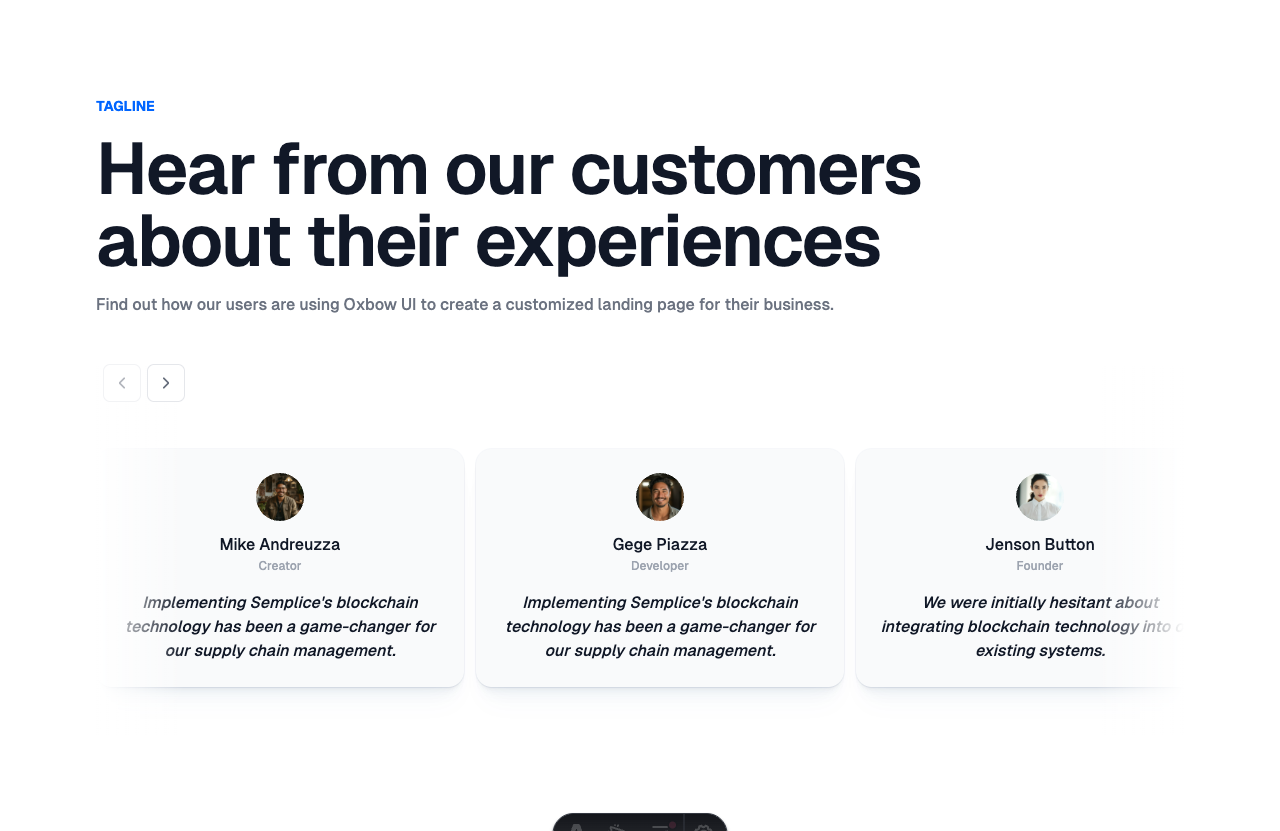 TAGLINE
Hear from our customers
about their experiences
Find out how our users are using Oxbow UI to create a customized landing page for their business.
Mike Andreuzza
Creator
Implementing Semplice's blockchain
technology has been a game-changer for
our supply chain management.
Gege Piazza
Developer
Implementing Semplice's blockchain
technology has been a game-changer for
our supply chain management.
Jenson Button
Founder
We were initially hesitant about
integrating blockchain technology into
existing systems.